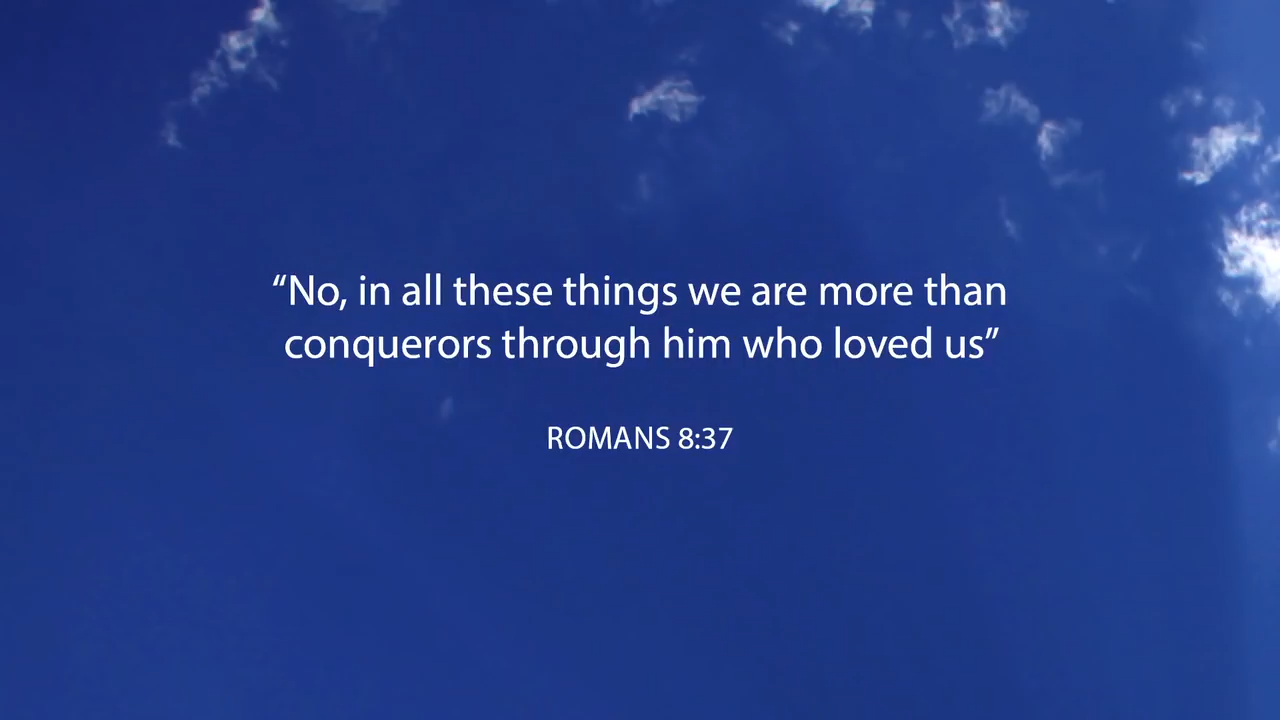 “No, in all these things we are more than
conquerors through him who loved us”
ROMANS 8:37